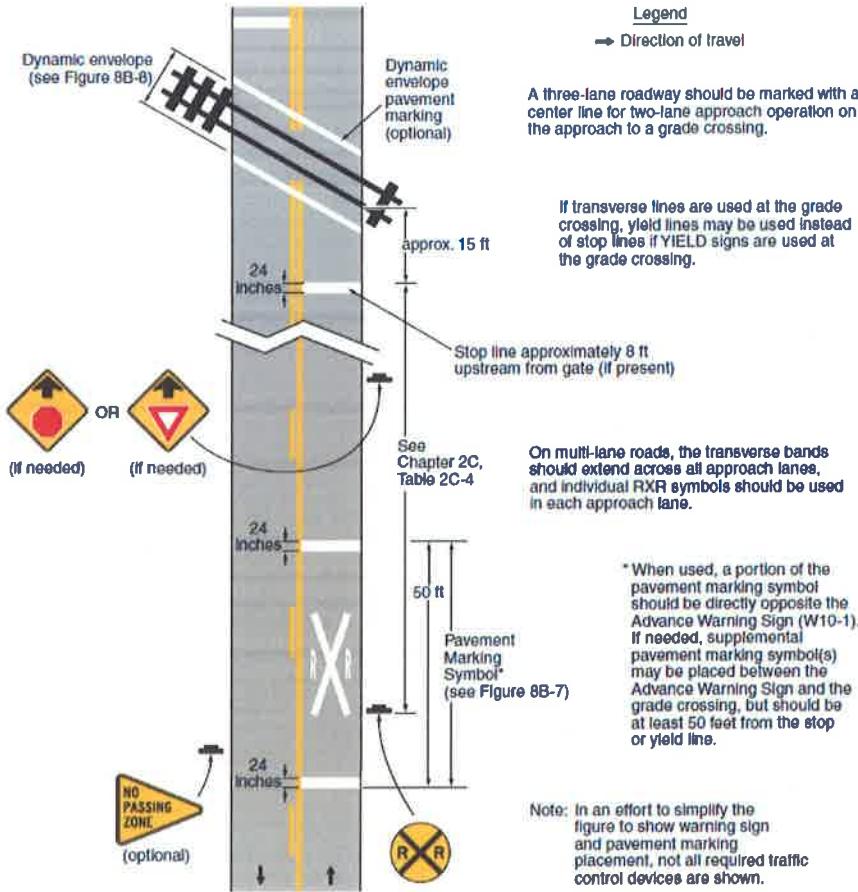 Legend
Direction of travel
Dynamic envelope
(see Figure 8B-8)
Dynamic
envelope
pavement
marking
(optional)
A three-lane roadway should be marked with a
center line for two-lane approach operation on
the approach to a grade crossing.
If transverse lines are used at the grade
crossing, yield lines may be used instead
of stop lines if YIELD signs are used at
the grade crossing.
approx. 15 ft
24
inches
Stop line approximately 8 ft
upstream from gate (if present)
OR
(if needed)
(if needed)
See
Chapter 2C,
Table 2C-4
On multi-lane roads, the transverse bands
should extend across all approach lanes,
and individual RXR symbols should be used
in each approach lane.
24
inches
50 ft
R R
Pavement
Marking
Symbol*
(see Figure 8B-7)
* When used, a portion of the
pavement marking symbol
should be directly opposite the
Advance Warning Sign (W10-1).
If needed, supplemental
pavement marking symbol(s)
may be placed between the
Advance Warning Sign and the
grade crossing, but should be
at least 50 feet from the stop
or yield line.
24
inches
NO
PASSING
ZONE
(optional)
R R
Note: In an effort to simplify the
figure to show warning sign
and pavement marking
placement, not all required traffic
control devices are shown.